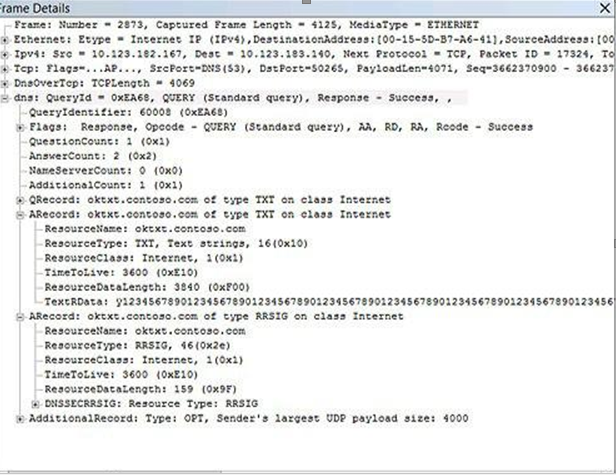 Frame Details
Frame: Number = 2873, Captured Frame Length = 4125, MediaType = ETHERNET
Ethernet: Etype = Internet IP (IPv4),DestinationAddress:[00-15-5D-B7-A6-41],SourceAddress:[00
Ipv4: Src = 10.123.182.167, Dest = 10.123.183.140, Next Protocol = TCP, Packet ID = 17324, To
Tcp: Flags=...AP..., SrcPort=DNS(53), DstPort=50265, PayloadLen=4071, Seq=3662370900 - 366237
DnsOverTcp: TCPLength = 4069
dns: QueryId = 0xEA68, QUERY (Standard query), Response - Success, ,
QueryIdentifier: 60008 (0xEA68)
Flags: Response, Opcode - QUERY (Standard query), AA, RD, RA, Rcode - Success
QuestionCount: 1 (0x1)
AnswerCount: 2 (0x2)
NameServerCount: 0 (0x0)
AdditionalCount: 1 (0x1)
QRecord: oktxt.contoso.com of type TXT on class Internet
ARecord: oktxt.contoso.com of type TXT on class Internet
ResourceName: oktxt.contoso.com
ResourceType: TXT, Text strings, 16(0x10)
ResourceClass: Internet, 1(0x1)
TimeToLive: 3600 (0xE10)
ResourceDataLength: 3840 (0xF00)
TextRData: ÿ12345678901234567890123456789012345678901234567890123456789012345678901234567
ARecord: oktxt.contoso.com of type RRSIG on class Internet
ResourceName: oktxt.contoso.com
ResourceType: RRSIG, 46(0x2e)
ResourceClass: Internet, 1(0x1)
TimeToLive: 3600 (0xE10)
ResourceDataLength: 159 (0x9F)
DNSSECRRSIG: Resource Type: RRSIG
AdditionalRecord: Type: OPT, Sender's largest UDP payload size: 4000